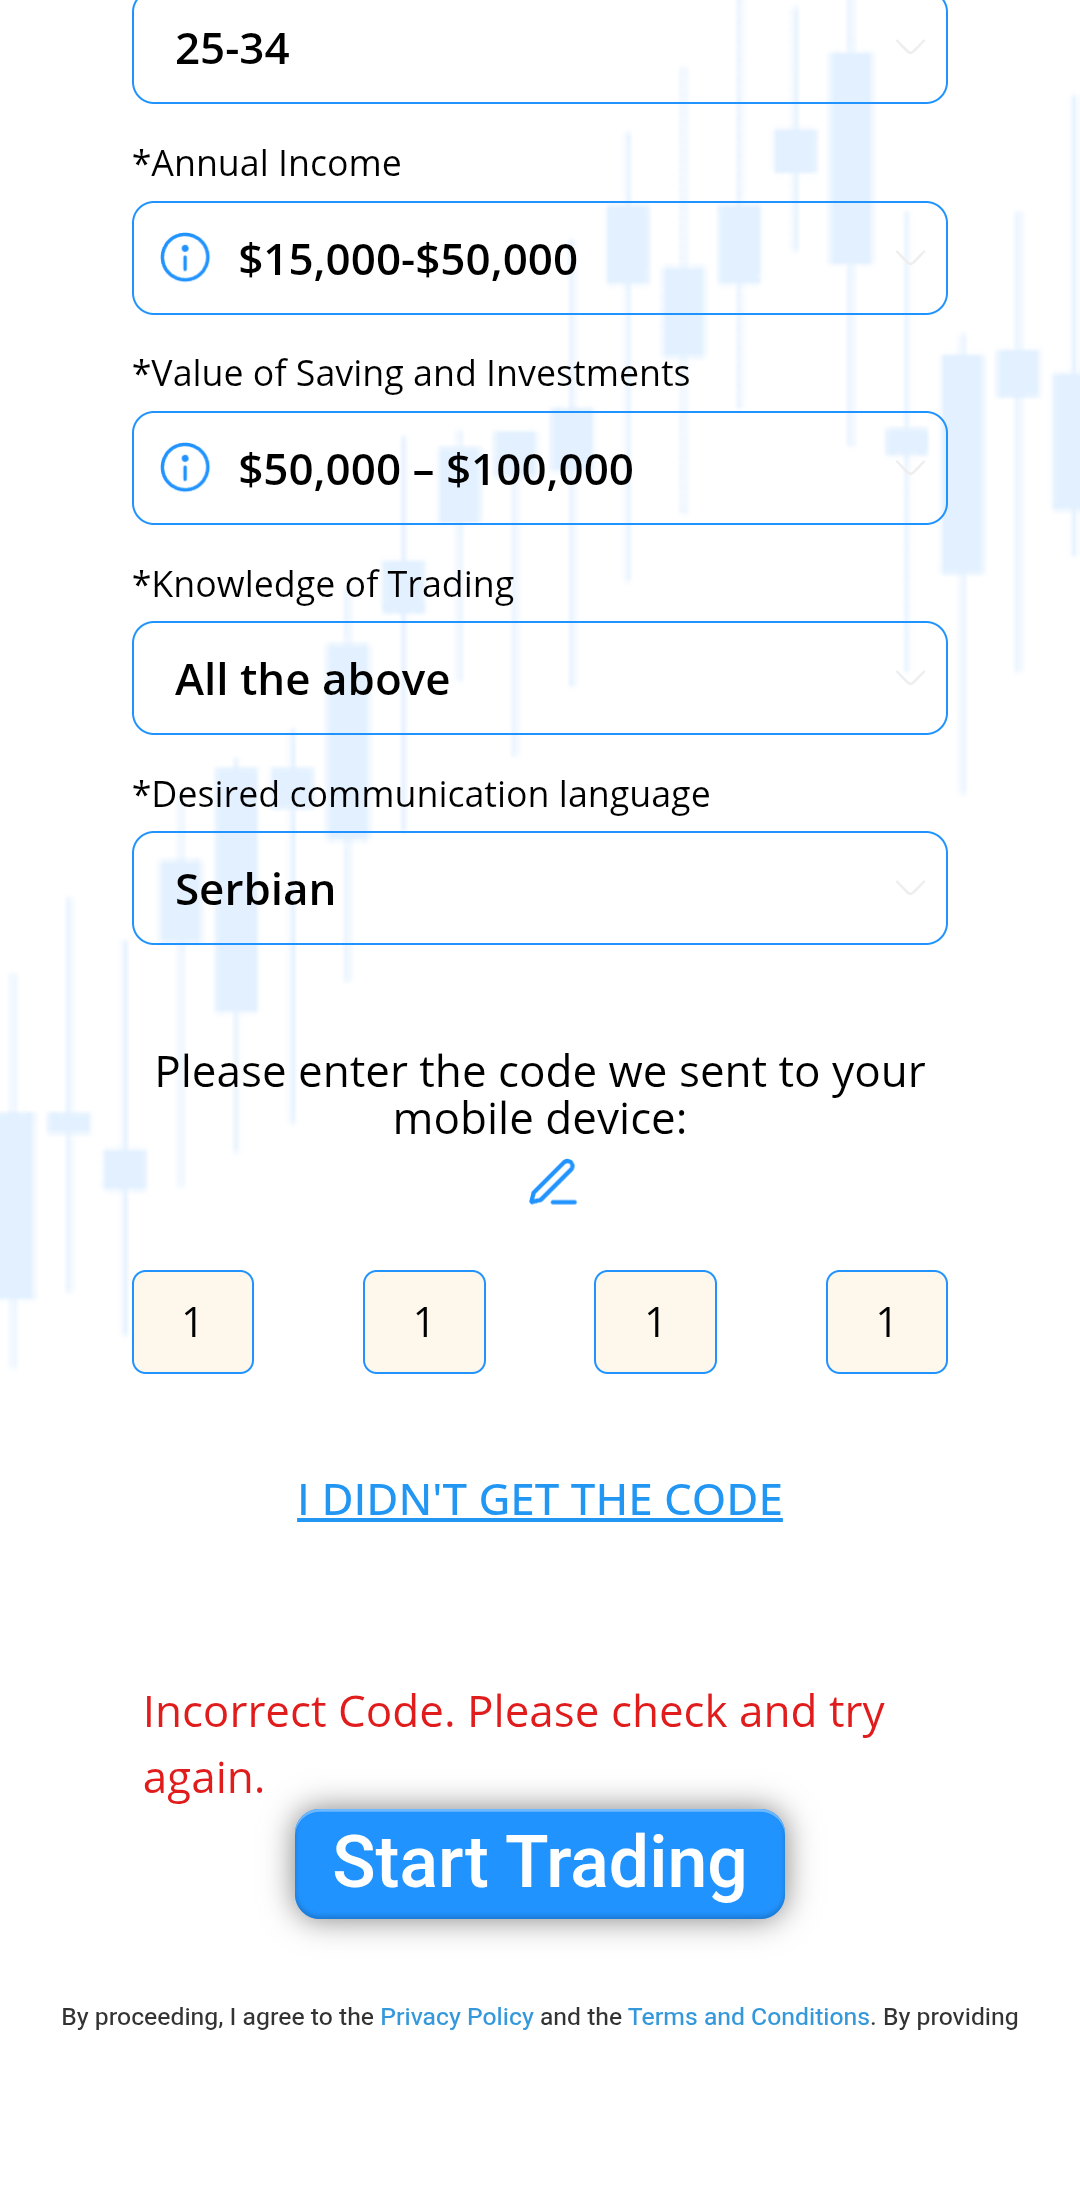 25-34
*Annual Income
$15,000-$50,000
*Value of Saving and Investments
$50,000 – $100,000
*Knowledge of Trading
All the above
*Desired communication language
Serbian
Please enter the code we sent to your
mobile device:
1 1 1 1
I DIDN'T GET THE CODE
Incorrect Code. Please check and try
again.
Start Trading
By proceeding, I agree to the Privacy Policy and the Terms and Conditions. By providing